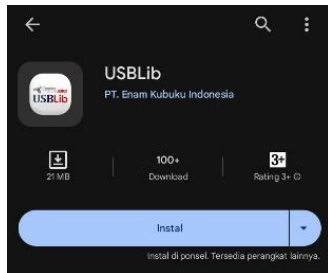 USBLib
USBLib
PT. Enam Kubuku Indonesia
21 MB
100+
Download
3+
Rating 3+
Instal
Instal di ponsel. Tersedia perangkat lainnya.